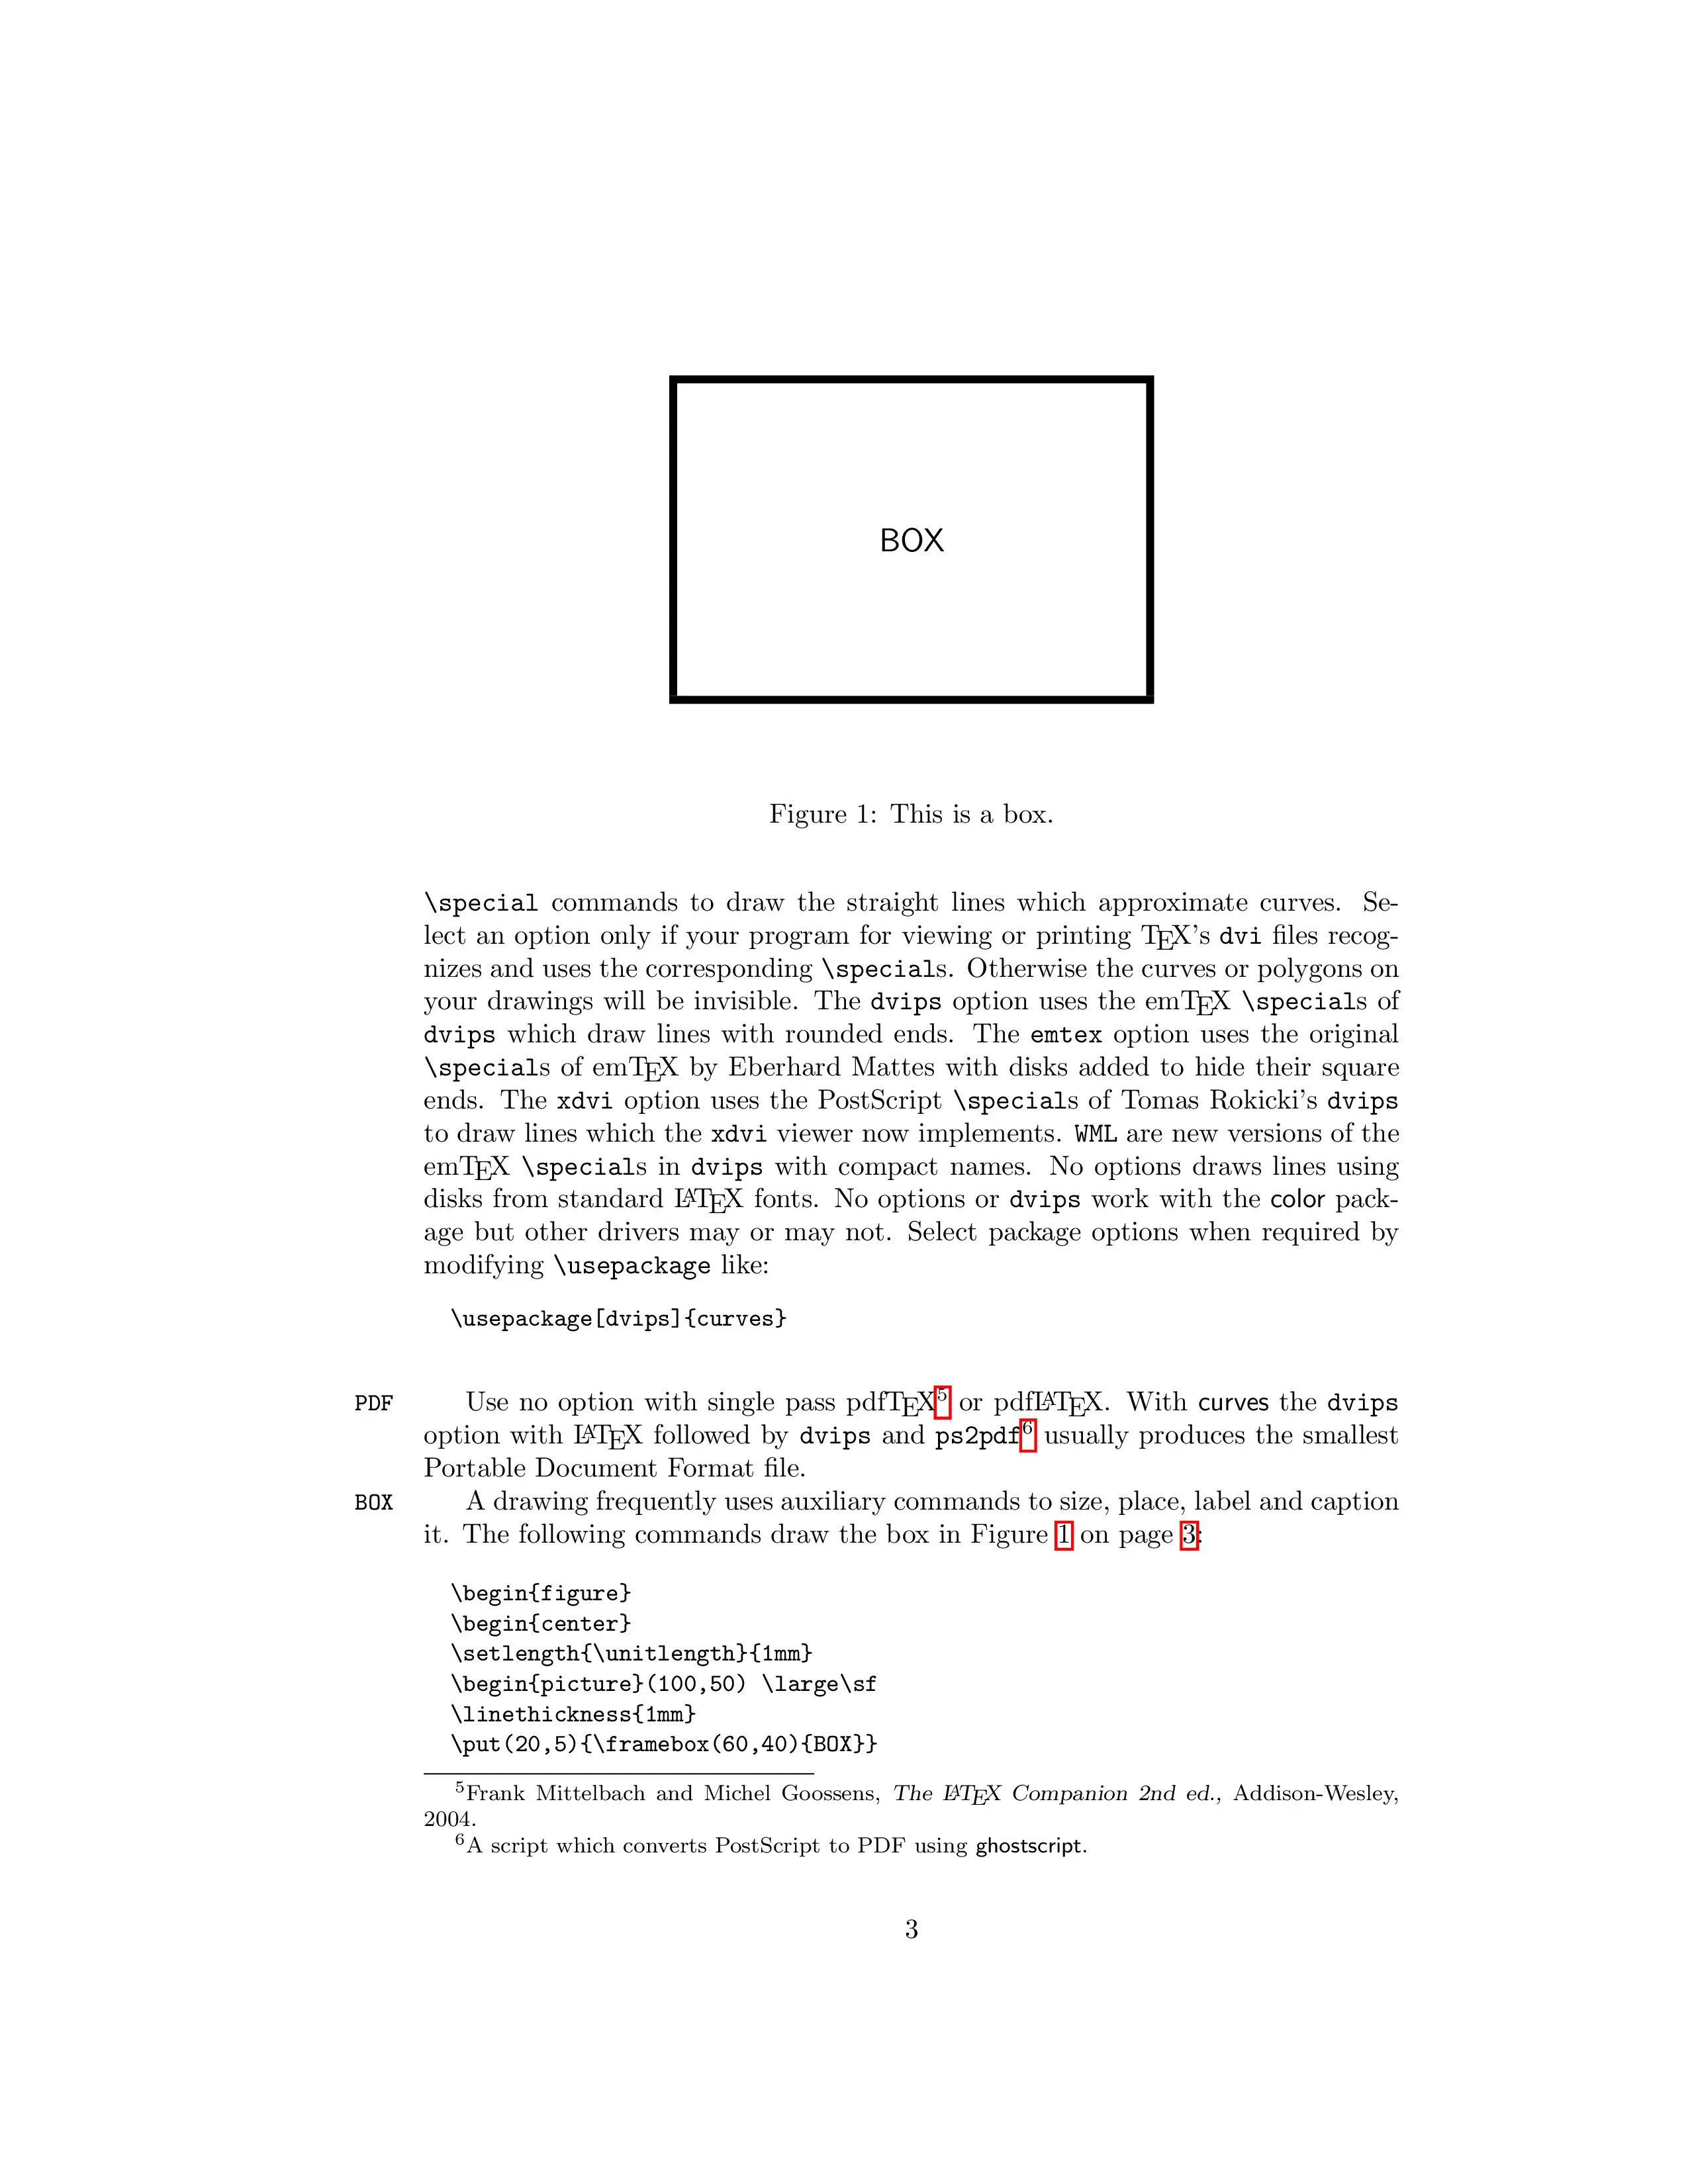 BOX
Figure 1: This is a box.
\special commands to draw the straight lines which approximate curves. Se-
lect an option only if your program for viewing or printing TEX's dvi files recog-
nizes and uses the corresponding \specials. Otherwise the curves or polygons on
your drawings will be invisible. The dvips option uses the emTEX \specials of
dvips which draw lines with rounded ends. The emtex option uses the original
\specials of emTEX by Eberhard Mattes with disks added to hide their square
ends. The xdvi option uses the PostScript \specials of Tomas Rokicki's dvips
to draw lines which the xdvi viewer now implements. WML are new versions of the
emTEX \specials in dvips with compact names. No options draws lines using
disks from standard LATEX fonts. No options or dvips work with the color pack-
age but other drivers may or may not. Select package options when required by
modifying \usepackage like:
\usepackage[dvips]{curves}
PDF Use no option with single pass pdfTEX5 or pdfLATEX. With curves the dvips
option with LATEX followed by dvips and ps2pdf6 usually produces the smallest
Portable Document Format file.
BOX A drawing frequently uses auxiliary commands to size, place, label and caption
it. The following commands draw the box in Figure 1 on page 3:
\begin{figure}
\begin{center}
\setlength{\unitlength}{1mm}
\begin{picture}(100,50) \large\sf
\linethickness{1mm}
\put(20,5){\framebox(60,40){BOX}}
5Frank Mittelbach and Michel Goossens, The LATEX Companion 2nd ed., Addison-Wesley,
2004.
6A script which converts PostScript to PDF using ghostscript.
3